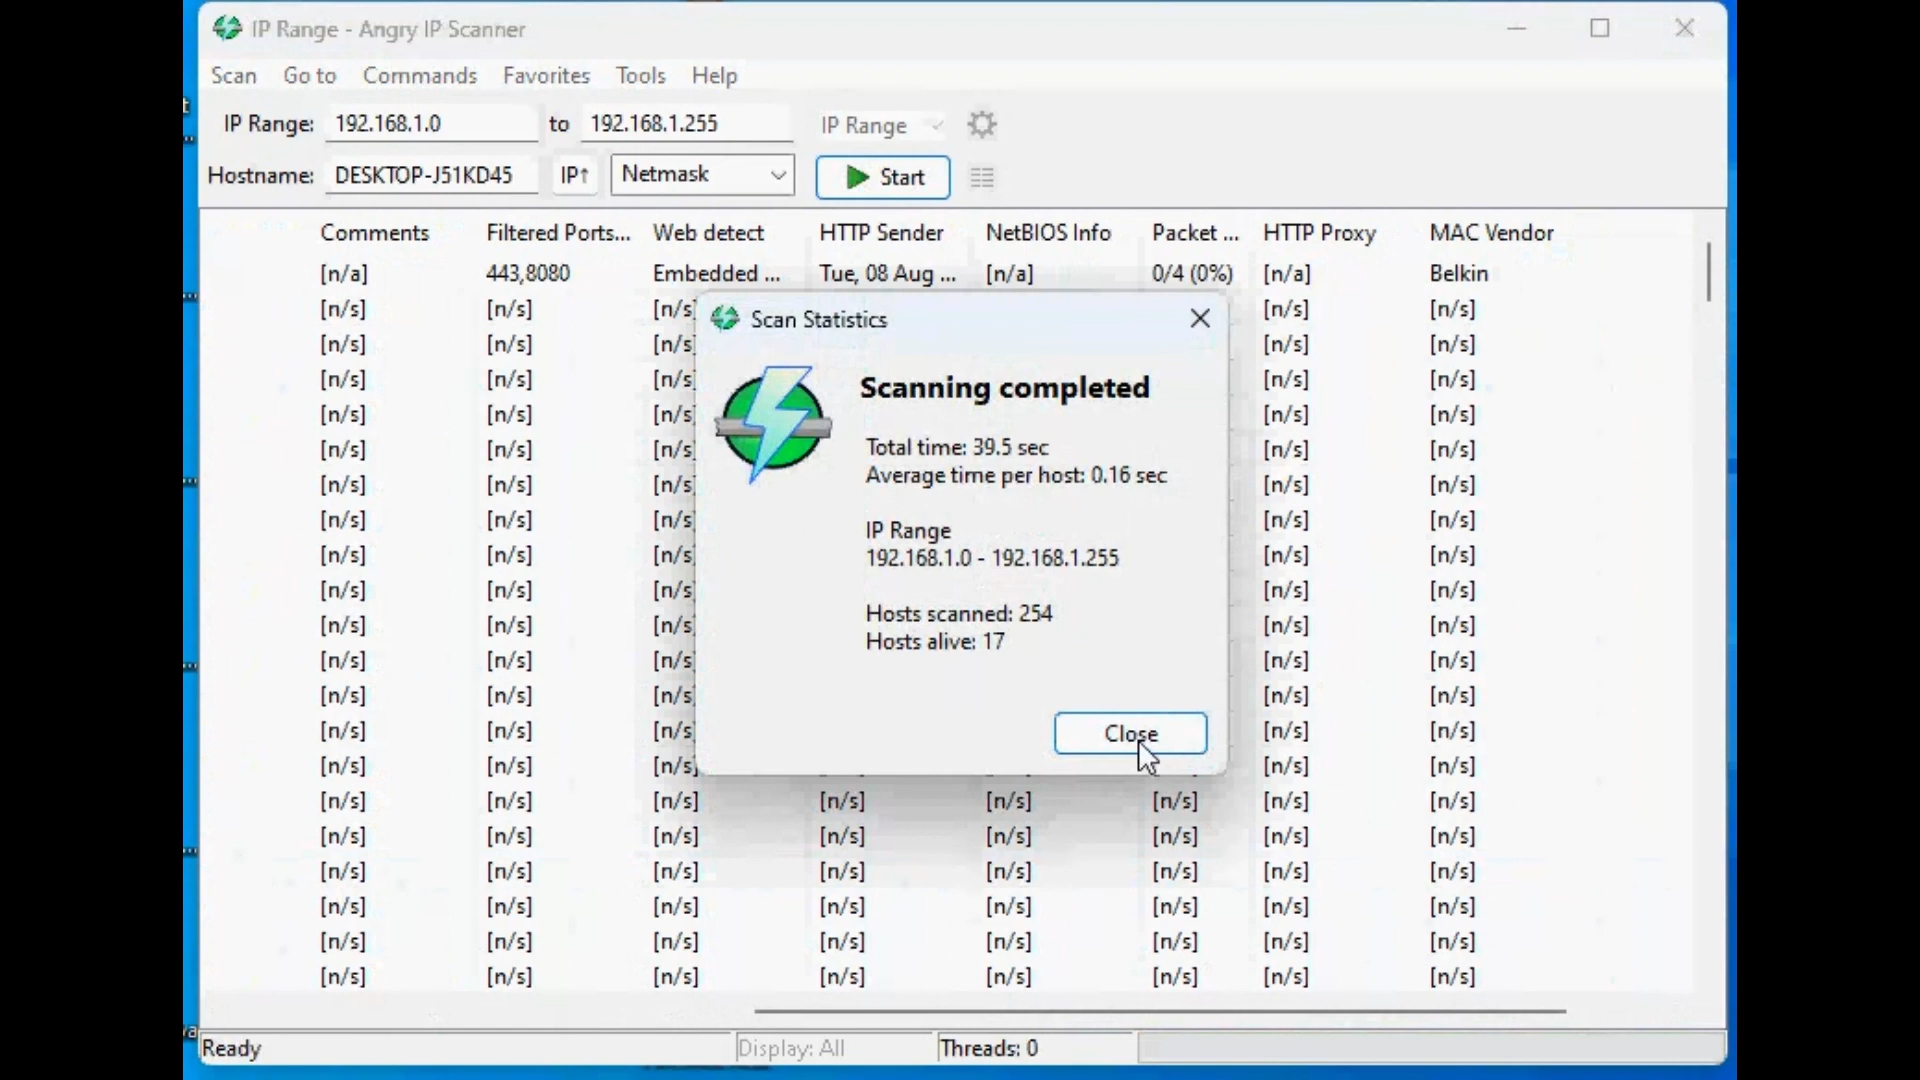 IP Range - Angry IP Scanner
Scan Go to Commands Favorites Tools Help
IP Range: 192.168.1.0 to 192.168.1.255 IP Range
Hostname: DESKTOP-J51KD45 IP↑ Netmask Start
Comments Filtered Ports... Web detect HTTP Sender NetBIOS Info Packet ... HTTP Proxy MAC Vendor
[n/a] 443,8080 Embedded ... Tue, 08 Aug ... [n/a] 0/4 (0%) [n/a] Belkin
[n/s] [n/s] [n/s] [n/s] [n/s]
[n/s] [n/s] [n/s] [n/s] [n/s]
[n/s] [n/s] [n/s] [n/s] [n/s]
[n/s] [n/s] [n/s] [n/s] [n/s]
[n/s] [n/s] [n/s] [n/s] [n/s]
[n/s] [n/s] [n/s] [n/s] [n/s]
[n/s] [n/s] [n/s] [n/s] [n/s]
[n/s] [n/s] [n/s] [n/s] [n/s]
[n/s] [n/s] [n/s] [n/s] [n/s]
[n/s] [n/s] [n/s] [n/s] [n/s]
[n/s] [n/s] [n/s] [n/s] [n/s]
[n/s] [n/s] [n/s] [n/s] [n/s]
[n/s] [n/s] [n/s] [n/s] [n/s]
[n/s] [n/s] [n/s] [n/s] [n/s]
[n/s] [n/s] [n/s] [n/s] [n/s] [n/s] [n/s] [n/s]
[n/s] [n/s] [n/s] [n/s] [n/s] [n/s] [n/s] [n/s]
[n/s] [n/s] [n/s] [n/s] [n/s] [n/s] [n/s] [n/s]
[n/s] [n/s] [n/s] [n/s] [n/s] [n/s] [n/s] [n/s]
[n/s] [n/s] [n/s] [n/s] [n/s] [n/s] [n/s] [n/s]
[n/s] [n/s] [n/s] [n/s] [n/s] [n/s] [n/s] [n/s]
Scan Statistics
Scanning completed
Total time: 39.5 sec
Average time per host: 0.16 sec
IP Range
192.168.1.0 - 192.168.1.255
Hosts scanned: 254
Hosts alive: 17
Close
Ready Display: All Threads: 0